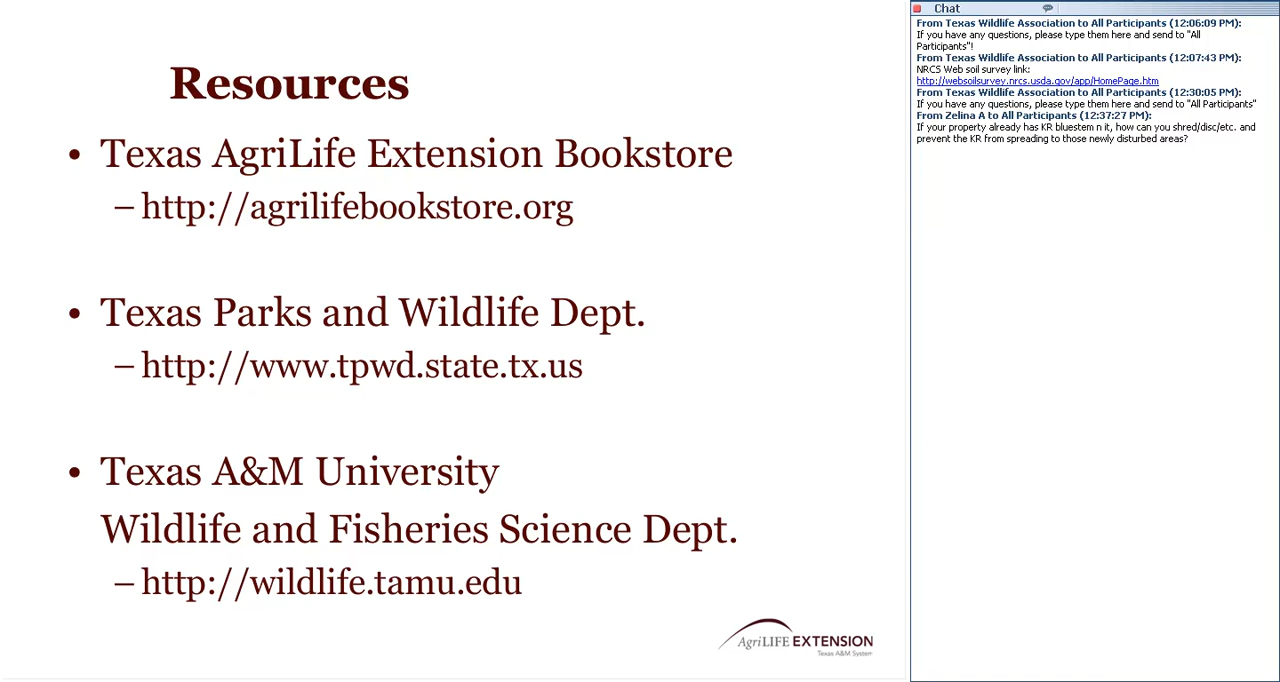 Resources
• Texas AgriLife Extension Bookstore
– http://agrilifebookstore.org
• Texas Parks and Wildlife Dept.
– http://www.tpwd.state.tx.us
• Texas A&M University
Wildlife and Fisheries Science Dept.
– http://wildlife.tamu.edu
AgriLIFE EXTENSION
Texas A&M System
Chat
From Texas Wildlife Association to All Participants (12:06:09 PM):
If you have any questions, please type them here and send to "All
Participants"!
From Texas Wildlife Association to All Participants (12:07:43 PM):
NRCS Web soil survey link:
http://websoilsurvey.nrcs.usda.gov/app/HomePage.htm
From Texas Wildlife Association to All Participants (12:30:05 PM):
If you have any questions, please type them here and send to "All Participants"
From Zelina A to All Participants (12:37:27 PM):
If your property already has KR bluestem n it, how can you shred/disc/etc. and
prevent the KR from spreading to those newly disturbed areas?